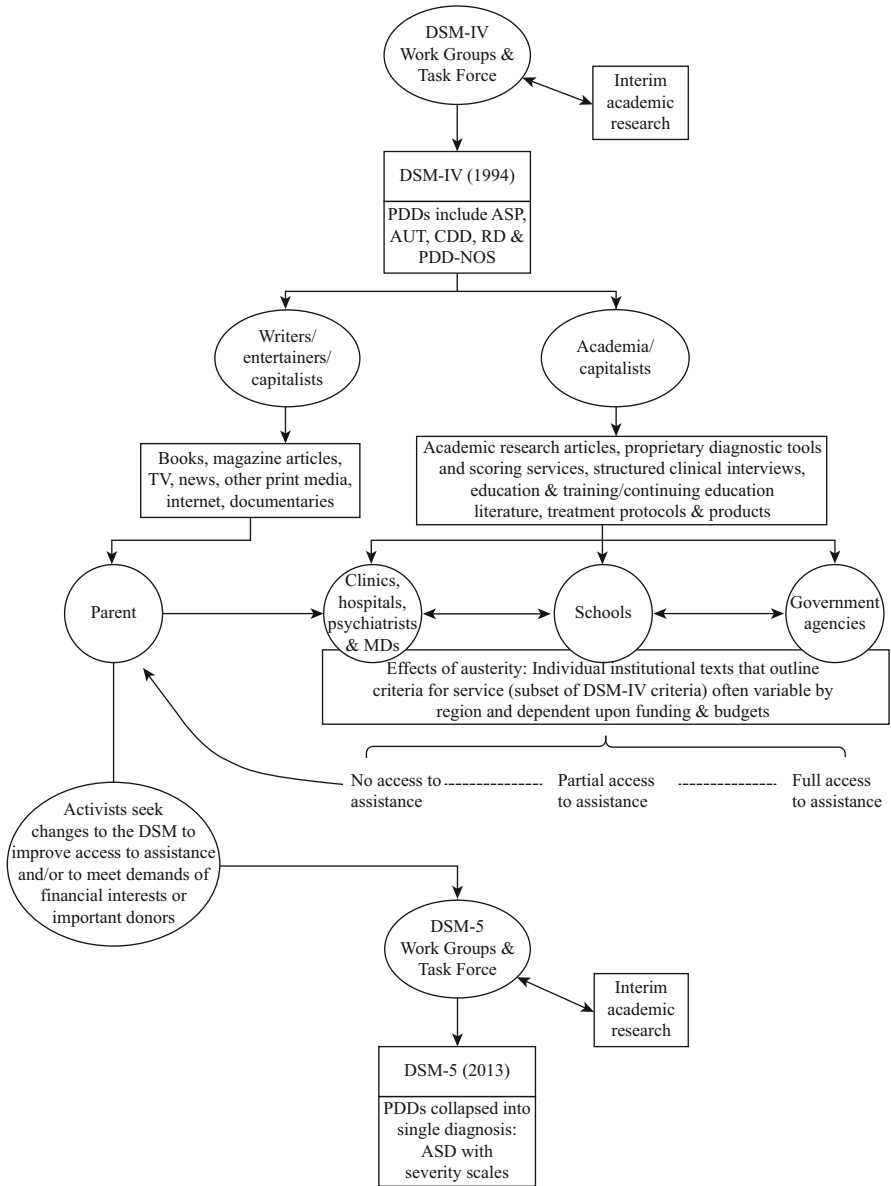 DSM-IV
Work Groups &
Task Force
Interim
academic
research
DSM-IV (1994)
PDDs include ASP,
AUT, CDD, RD &
PDD-NOS
Writers/
entertainers/
capitalists
Academia/
capitalists
Books, magazine articles,
TV, news, other print media,
internet, documentaries
Academic research articles, proprietary diagnostic tools
and scoring services, structured clinical interviews,
education & training/continuing education
literature, treatment protocols & products
Parent
Clinics,
hospitals,
psychiatrists
& MDs
Schools
Government
agencies
Effects of austerity: Individual institutional texts that outline
criteria for service (subset of DSM-IV criteria) often variable by
region and dependent upon funding & budgets
No access to
assistance
Partial access
to assistance
Full access
to assistance
Activists seek
changes to the DSM to
improve access to assistance
and/or to meet demands of
financial interests or
important donors
DSM-5
Work Groups &
Task Force
Interim
academic
research
DSM-5 (2013)
PDDs collapsed into
single diagnosis:
ASD with
severity scales